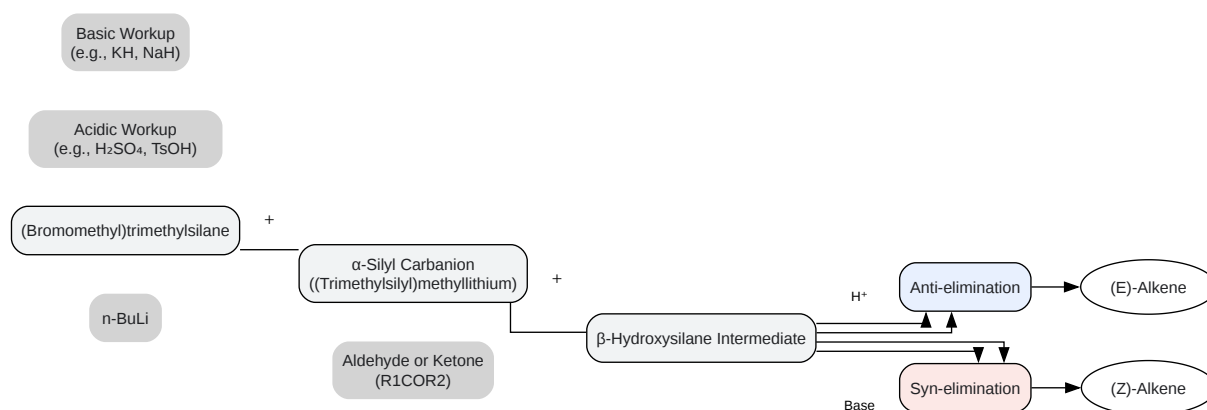 Basic Workup
(e.g., KH, NaH)
Acidic Workup
(e.g., H₂SO₄, TsOH)
(Bromomethyl)trimethylsilane
+
α-Silyl Carbanion
((Trimethylsilyl)methyllithium)
+
n-BuLi
Aldehyde or Ketone
(R1COR2)
β-Hydroxysilane Intermediate
H⁺
Anti-elimination
(E)-Alkene
Base
Syn-elimination
(Z)-Alkene